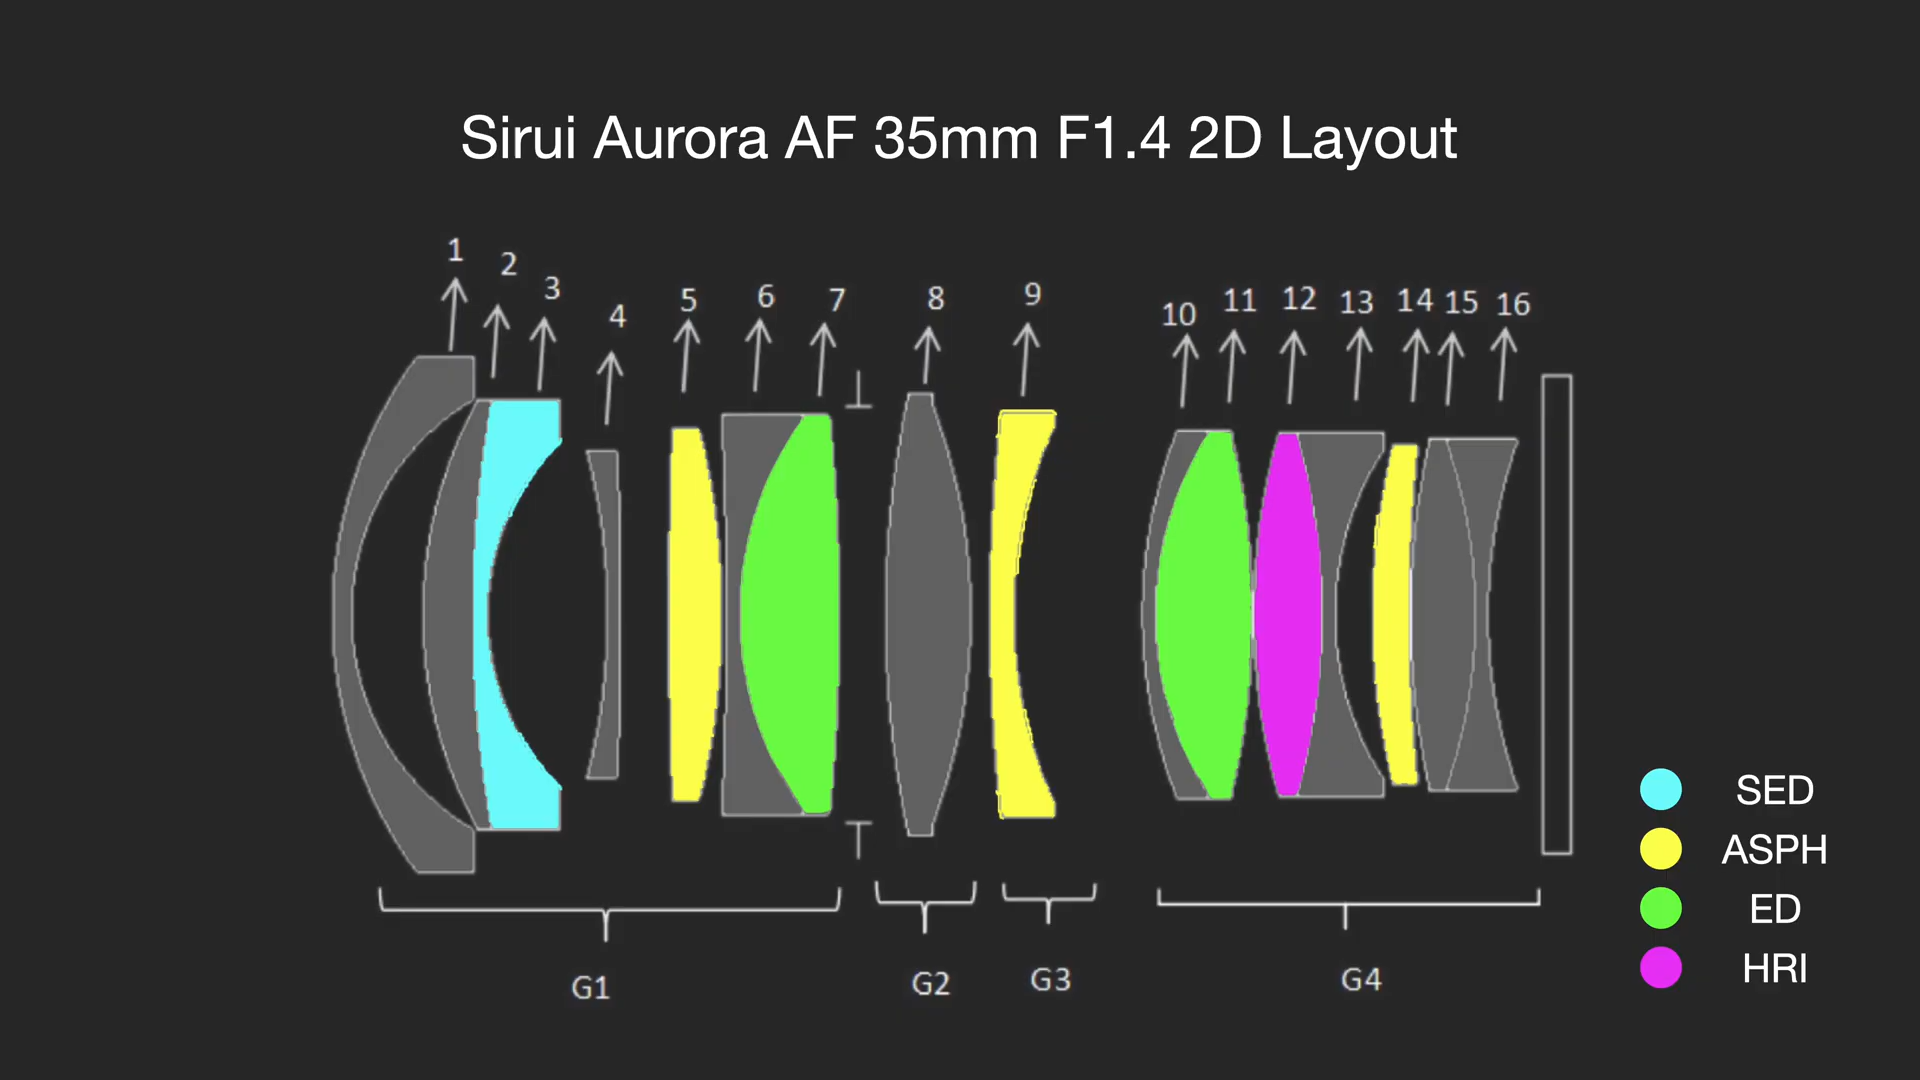 Sirui Aurora AF 35mm F1.4 2D Layout
1 2 3 4 5 6 7 8 9 10 11 12 13 14 15 16
G1 G2 G3 G4
SED
ASPH
ED
HRI